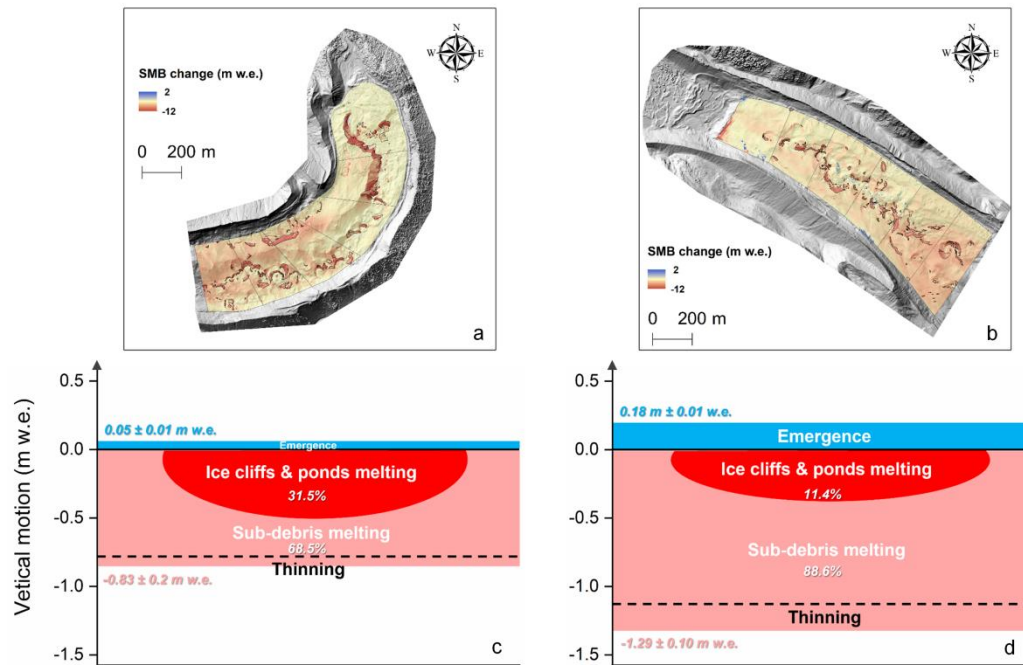 N
W E
S
SMB change (m w.e.)
2
-12
0 200 m
a
N
W E
S
SMB change (m w.e.)
2
-12
0 200 m
b
Vetical motion (m w.e.)
0.5
0.0
-0.5
-1.0
-1.5
0.05 ± 0.01 m w.e.
Emergence
Ice cliffs & ponds melting
31.5%
Sub-debris melting
68.5%
Thinning
-0.83 ± 0.2 m w.e.
c
0.5
0.0
-0.5
-1.0
-1.5
0.18 m ± 0.01 w.e.
Emergence
Ice cliffs & ponds melting
11.4%
Sub-debris melting
88.6%
Thinning
-1.29 ± 0.10 m w.e.
d